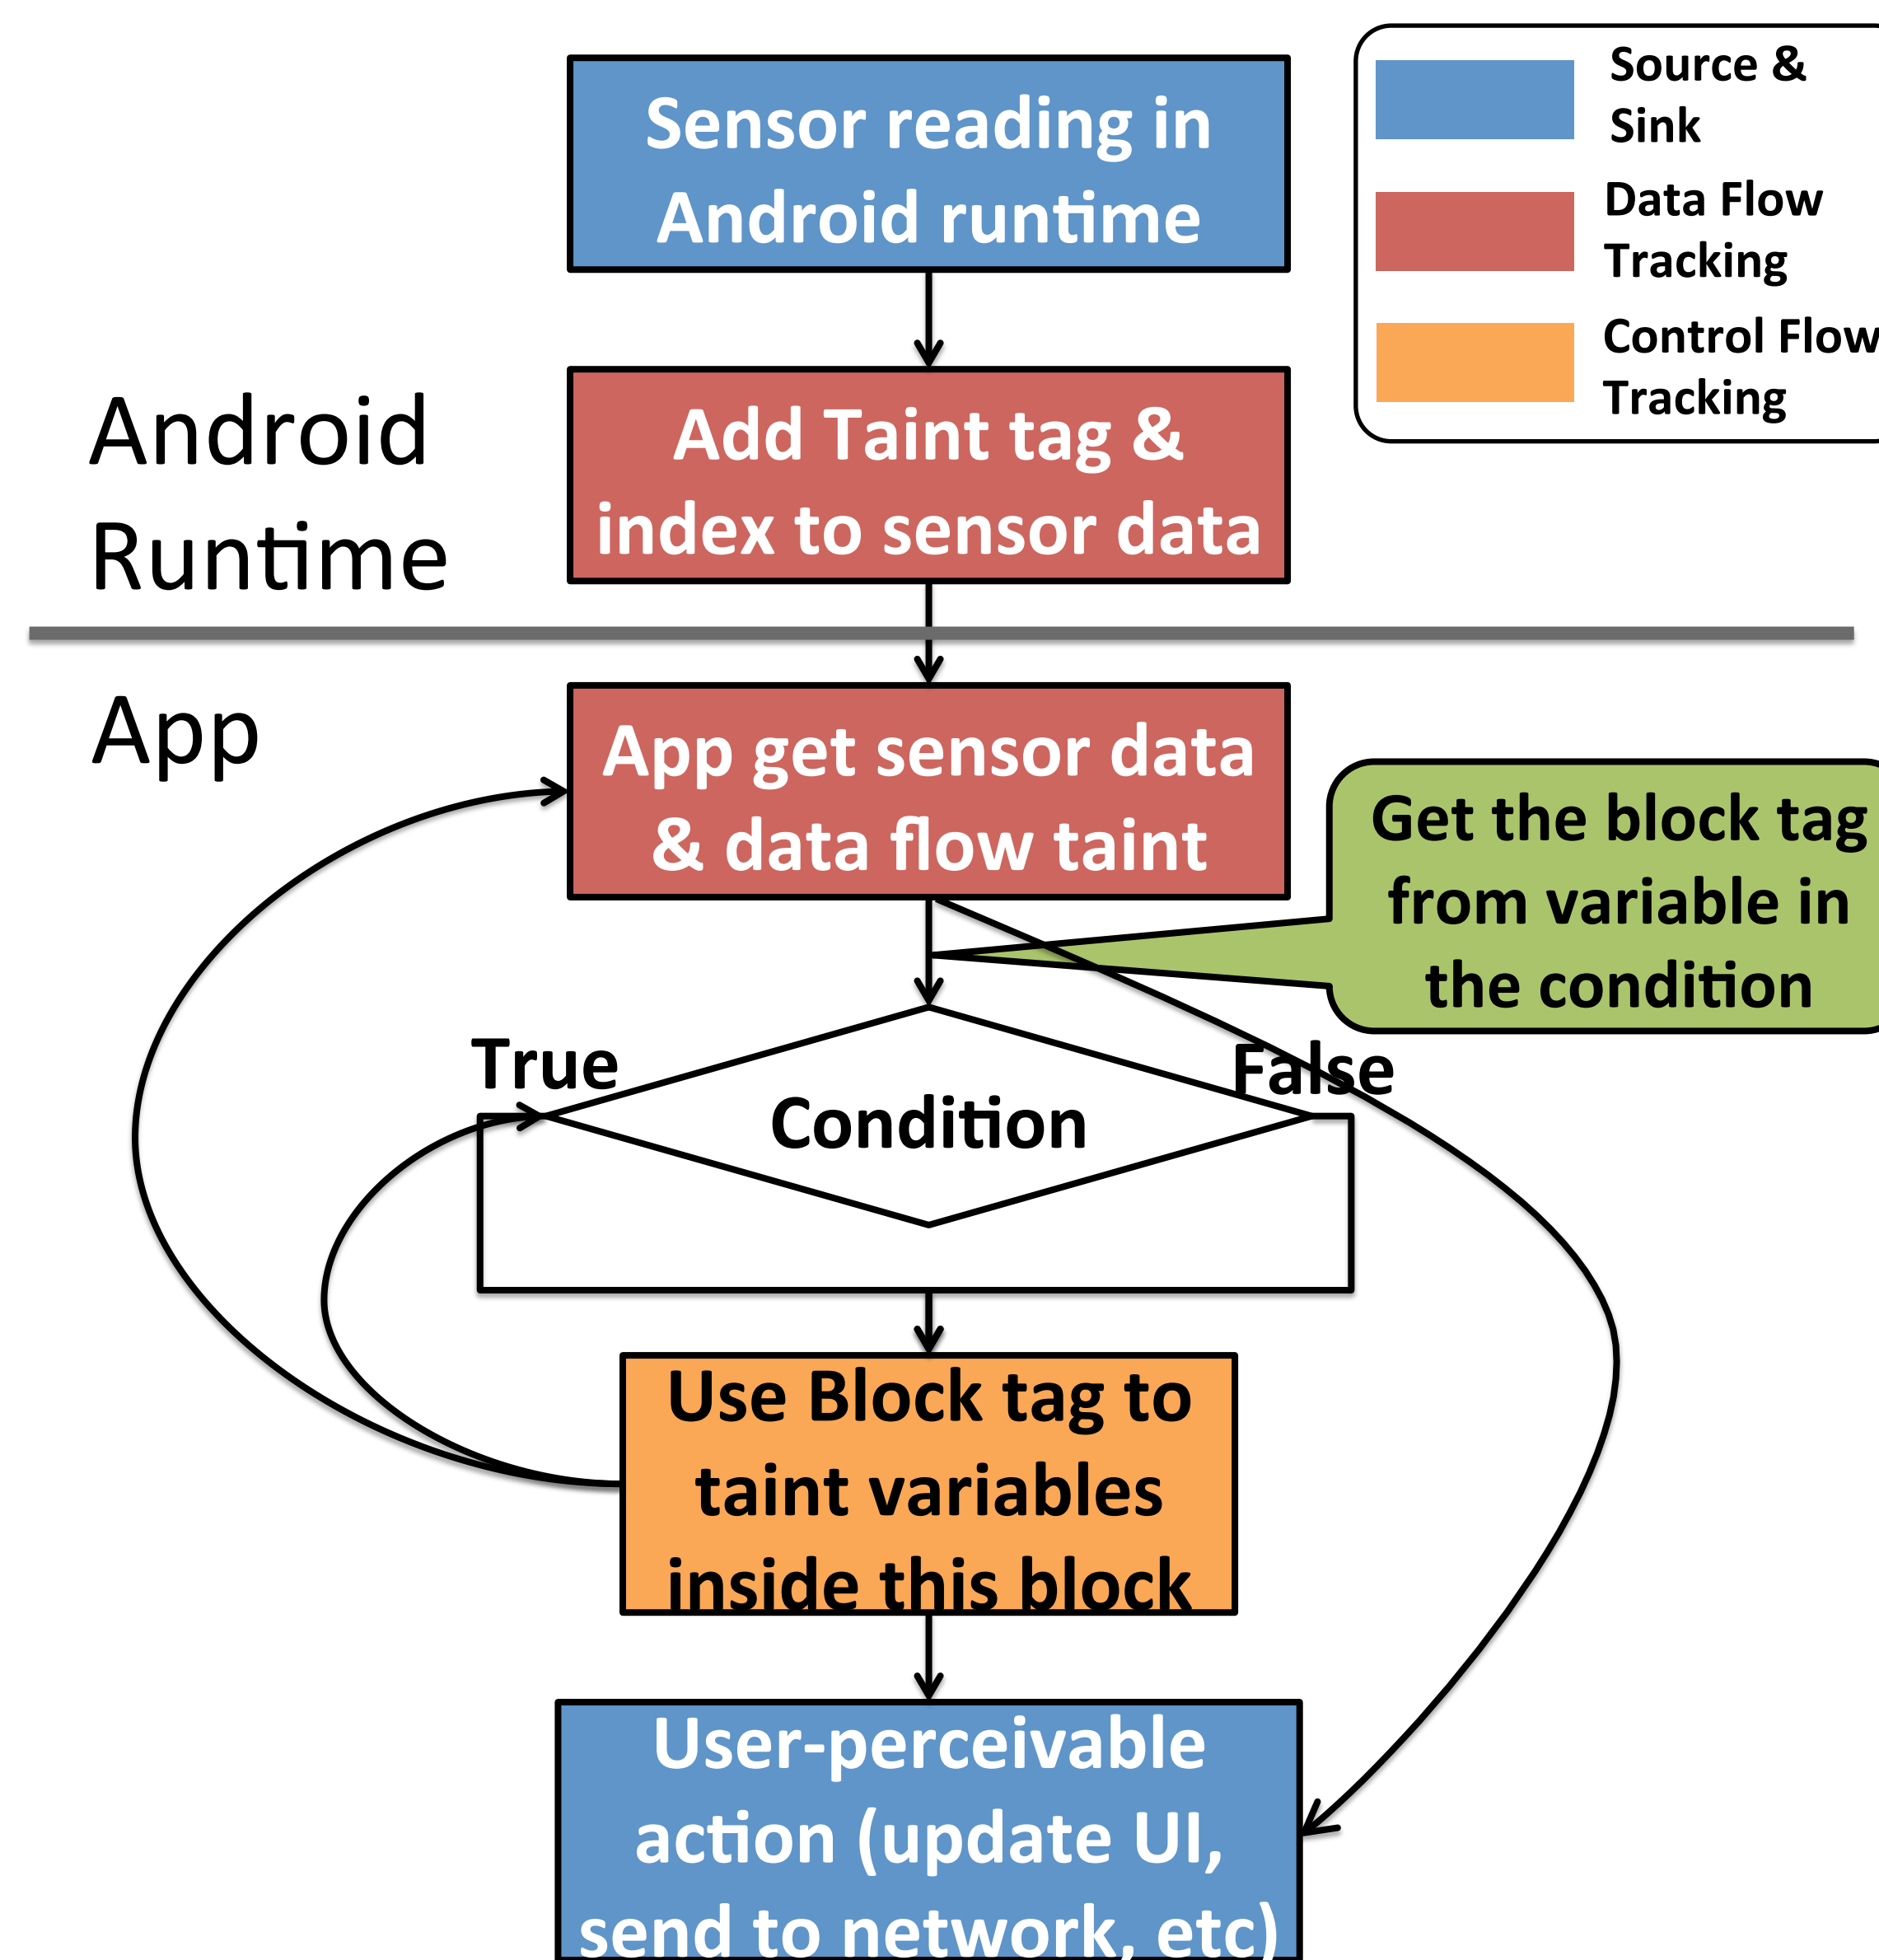 Sensor reading in
Android runtime
Source &
Sink
Data Flow
Tracking
Control Flow
Tracking
Android
Runtime
Add Taint tag &
index to sensor data
App
App get sensor data
& data flow taint
Get the block tag
from variable in
the condition
True
False
Condition
Use Block tag to
taint variables
inside this block
User-perceivable
action (update UI,
send to network, etc)